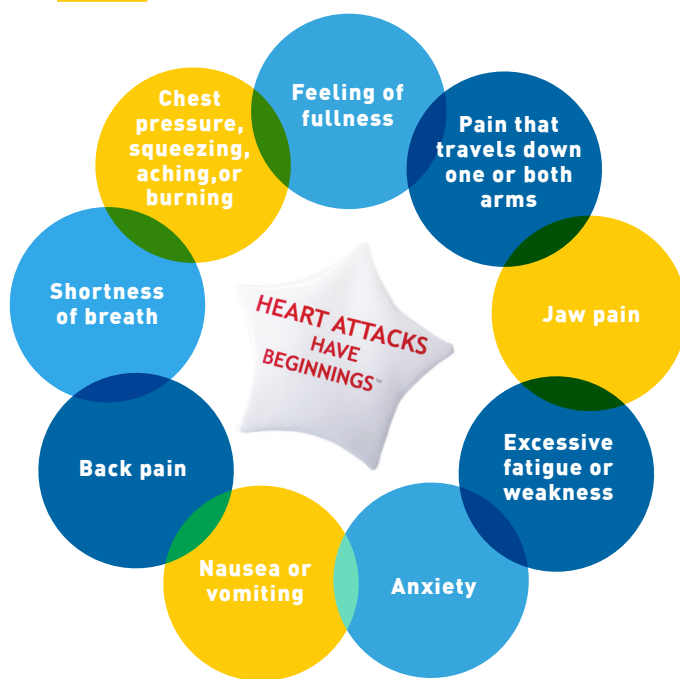 Feeling of
fullness
Pain that
travels down
one or both
arms
Jaw pain
Excessive
fatigue or
weakness
Anxiety
Nausea or
vomiting
Back pain
Shortness
of breath
Chest
pressure,
squeezing,
aching,or
burning
HEART ATTACKS
HAVE
BEGINNINGS™